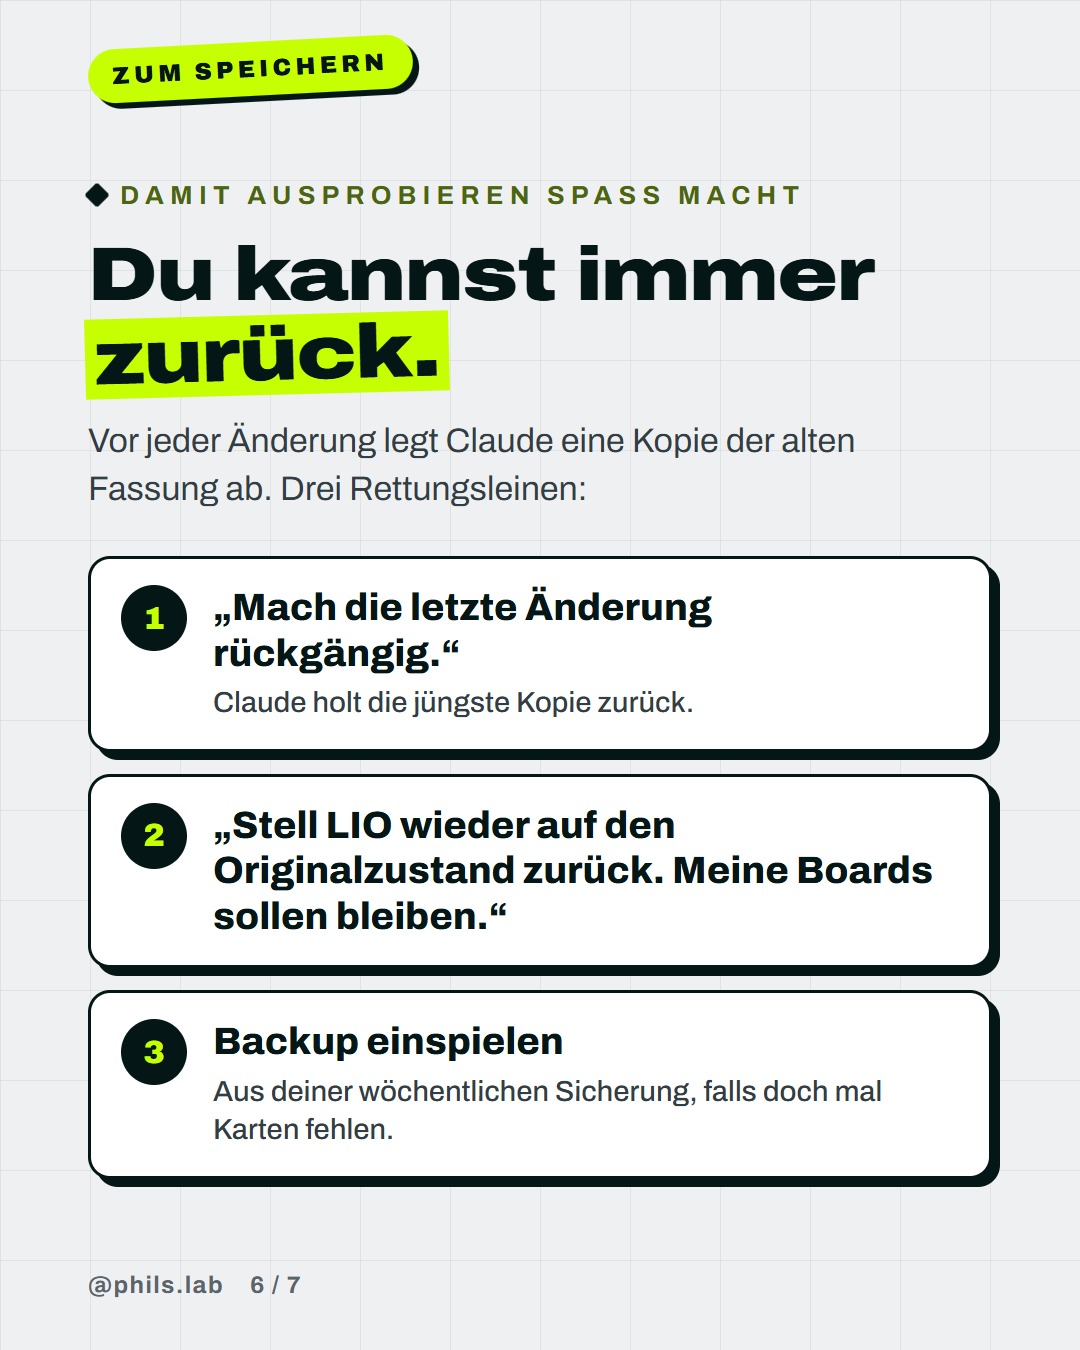 ZUM SPEICHERN
DAMIT AUSPROBIEREN SPASS MACHT
Du kannst immer
zurück.
Vor jeder Änderung legt Claude eine Kopie der alten
Fassung ab. Drei Rettungsleinen:
1
„Mach die letzte Änderung
rückgängig.“
Claude holt die jüngste Kopie zurück.
2
„Stell LIO wieder auf den
Originalzustand zurück. Meine Boards
sollen bleiben.“
3
Backup einspielen
Aus deiner wöchentlichen Sicherung, falls doch mal
Karten fehlen.
@phils.lab 6 / 7